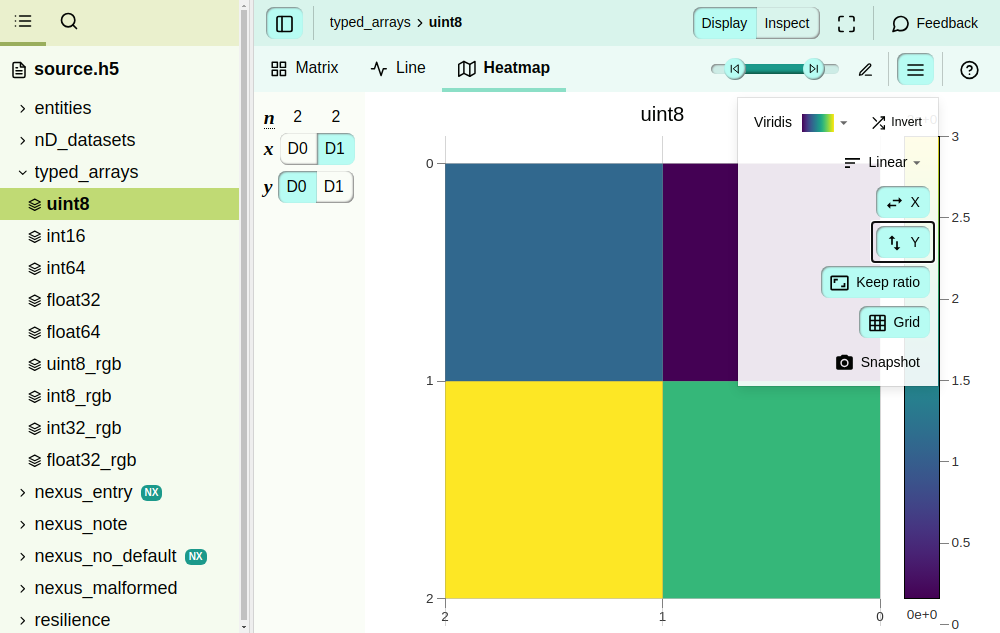 typed_arrays › uint8
Display
Inspect
Feedback
source.h5
entities
nD_datasets
typed_arrays
uint8
int16
int64
float32
float64
uint8_rgb
int8_rgb
int32_rgb
float32_rgb
nexus_entry NX
nexus_note
nexus_no_default NX
nexus_malformed
resilience
Matrix
Line
Heatmap
n 2 2
x D0 D1
y D0 D1
uint8
Viridis
Invert
Linear
X
Y
Keep ratio
Grid
Snapshot
0
1
2
2
1
0
3
2.5
2
1.5
1
0.5
0
0e+0